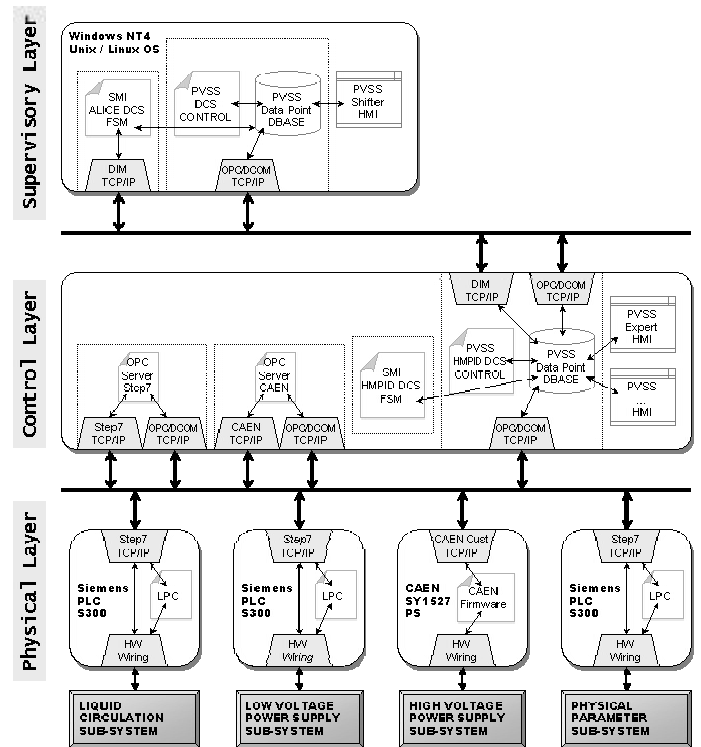 Supervisory Layer
Windows NT4
Unix / Linux OS
SMI
ALICE DCS
FSM
PVSS
DCS
CONTROL
PVSS
Data Point
DBASE
PVSS
Shifter
HMI
DIM
TCP/IP
OPC/DCOM
TCP/IP
Control Layer
DIM
TCP/IP
OPC/DCOM
TCP/IP
OPC
Server
Step7
OPC
Server
CAEN
SMI
HMPID DCS
FSM
PVSS
HMPID DCS
CONTROL
PVSS
Data Point
DBASE
PVSS
Expert
HMI
PVSS
...
HMI
Step7
TCP/IP
OPC/DCOM
TCP/IP
CAEN
TCP/IP
OPC/DCOM
TCP/IP
OPC/DCOM
TCP/IP
Physical Layer
Step7
TCP/IP
Siemens
PLC
S300
LPC
HW
Wiring
LIQUID
CIRCULATION
SUB-SYSTEM
Step7
TCP/IP
Siemens
PLC
S300
LPC
HW
Wiring
LOW VOLTAGE
POWER SUPPLY
SUB-SYSTEM
CAEN Cust
TCP/IP
CAEN
SY1527
PS
CAEN
Firmware
HW
Wiring
HIGH VOLTAGE
POWER SUPPLY
SUB-SYSTEM
Step7
TCP/IP
Siemens
PLC
S300
LPC
HW
Wiring
PHYSICAL
PARAMETER
SUB-SYSTEM